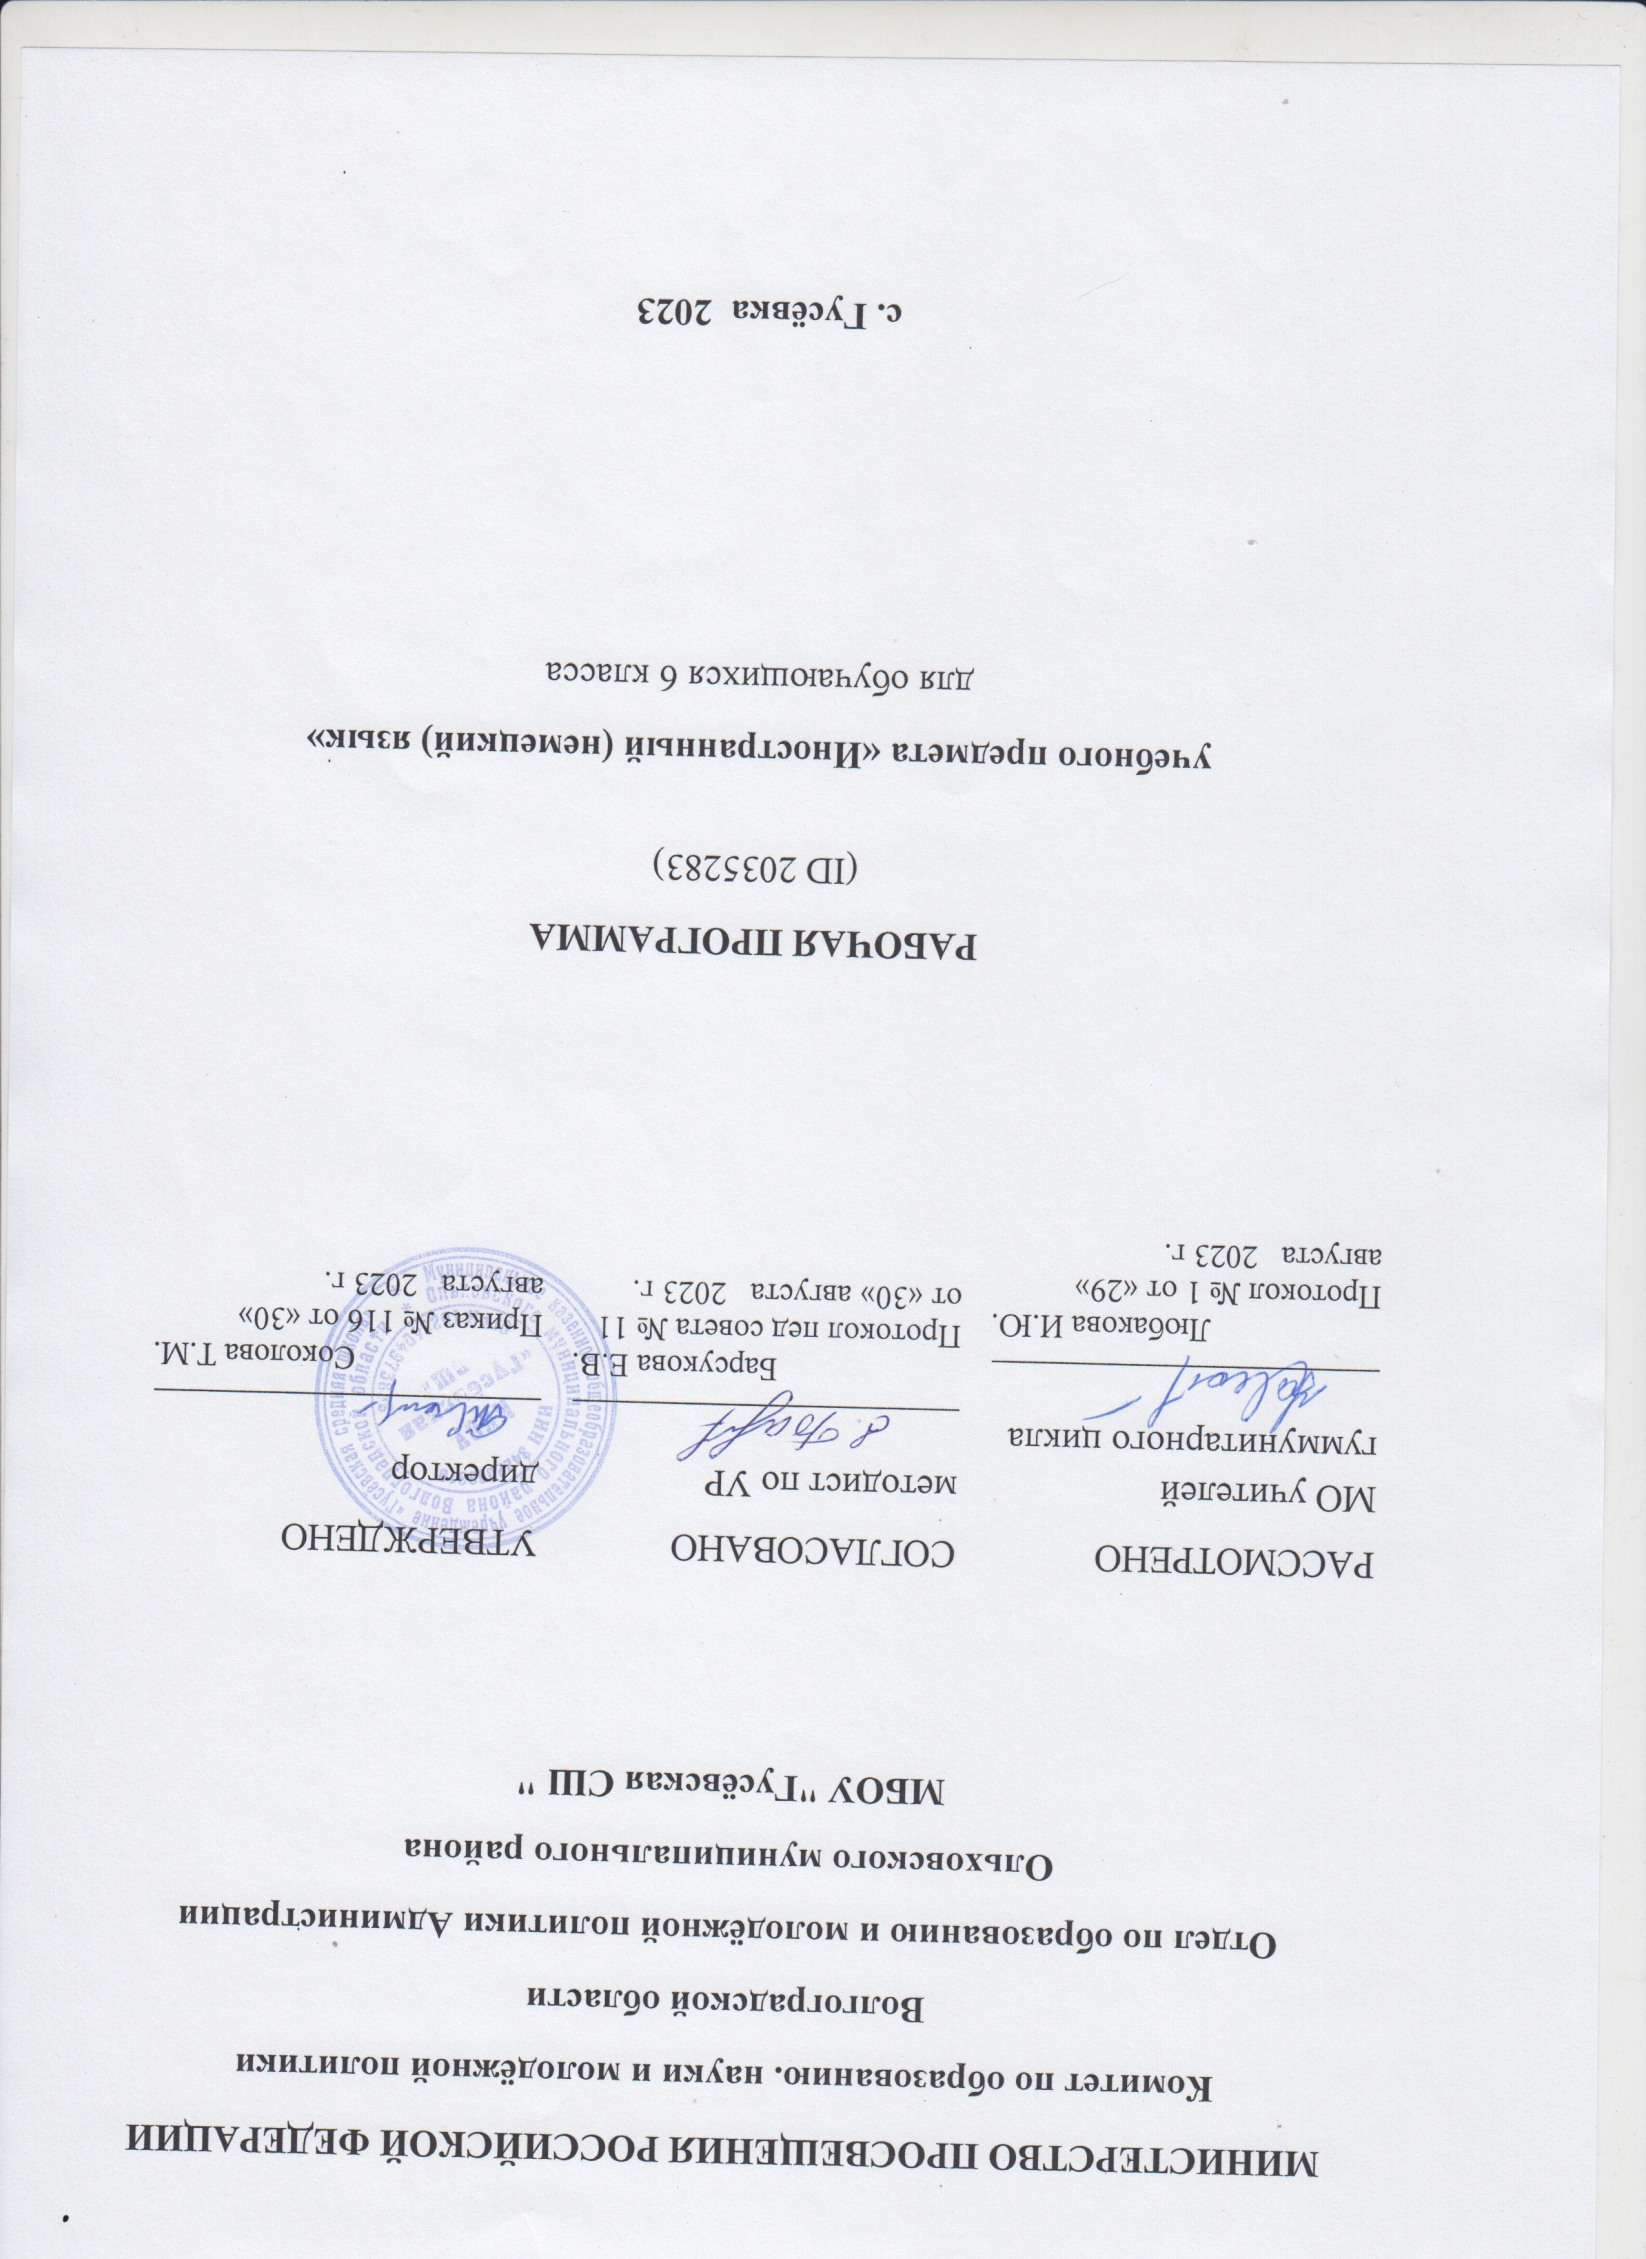 МИНИСТЕРСТВО ПРОСВЕЩЕНИЯ РОССИЙСКОЙ ФЕДЕРАЦИИ
Комитет по образованию. науки и молодёжной политики
Волгоградской области
Отдел по образованию и молодёжной политики Администрации
Ольховского муниципального района
МБОУ "Гусёвская СШ "
РАССМОТРЕНО
МО учителей
гуммунитарного цикла
Любакова И.Ю.
Протокол № 1 от «29»
августа 2023 г.
СОГЛАСОВАНО
методист по УР
Барсукова Е.В.
Протокол пед совета № 11
от «30» августа 2023 г.
УТВЕРЖДЕНО
директор
Соколова Т.М.
Приказ № 116 от «30»
августа 2023 г.
РАБОЧАЯ ПРОГРАММА
(ID 2035283)
учебного предмета «Иностранный (немецкий) язык»
для обучающихся 6 класса
с. Гусёвка 2023